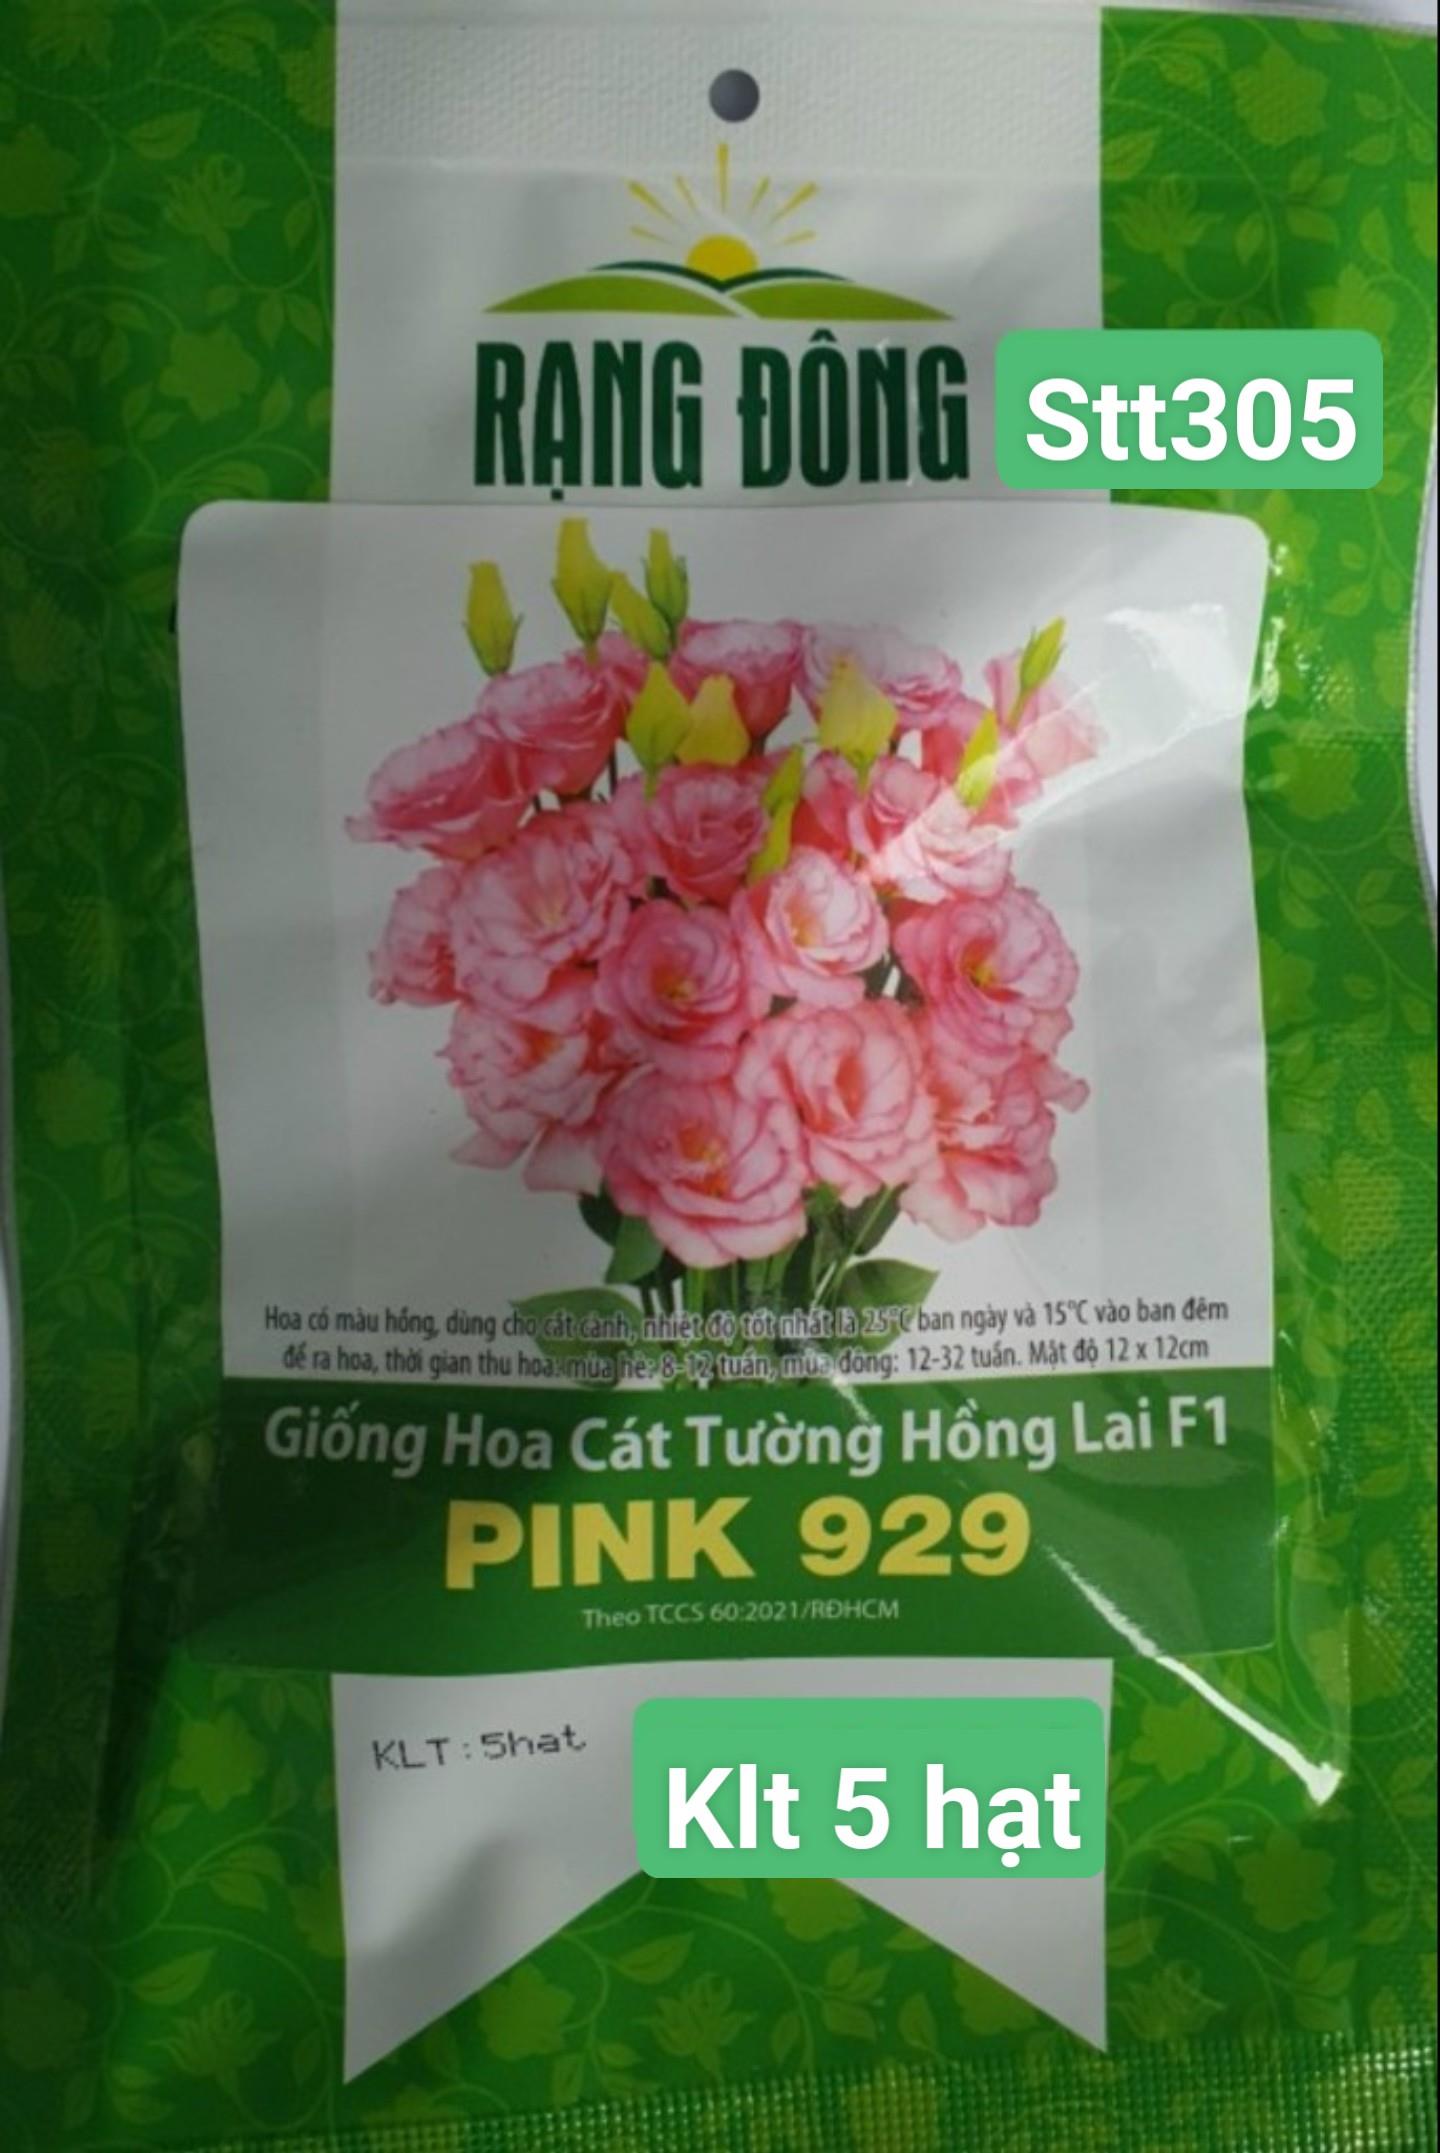 RẠNG ĐÔNG
Stt305
Hoa có màu hồng, dùng cho cắt cành, nhiệt độ tốt nhất là 25°C ban ngày và 15°C vào ban đêm
để ra hoa, thời gian thu hoa: mùa hè: 8-12 tuần, mùa đông: 12-32 tuần. Mật độ 12 x 12cm
Giống Hoa Cát Tường Hồng Lai F1
PINK 929
Theo TCCS 60:2021/RĐHCM
KLT : 5hat
Klt 5 hạt